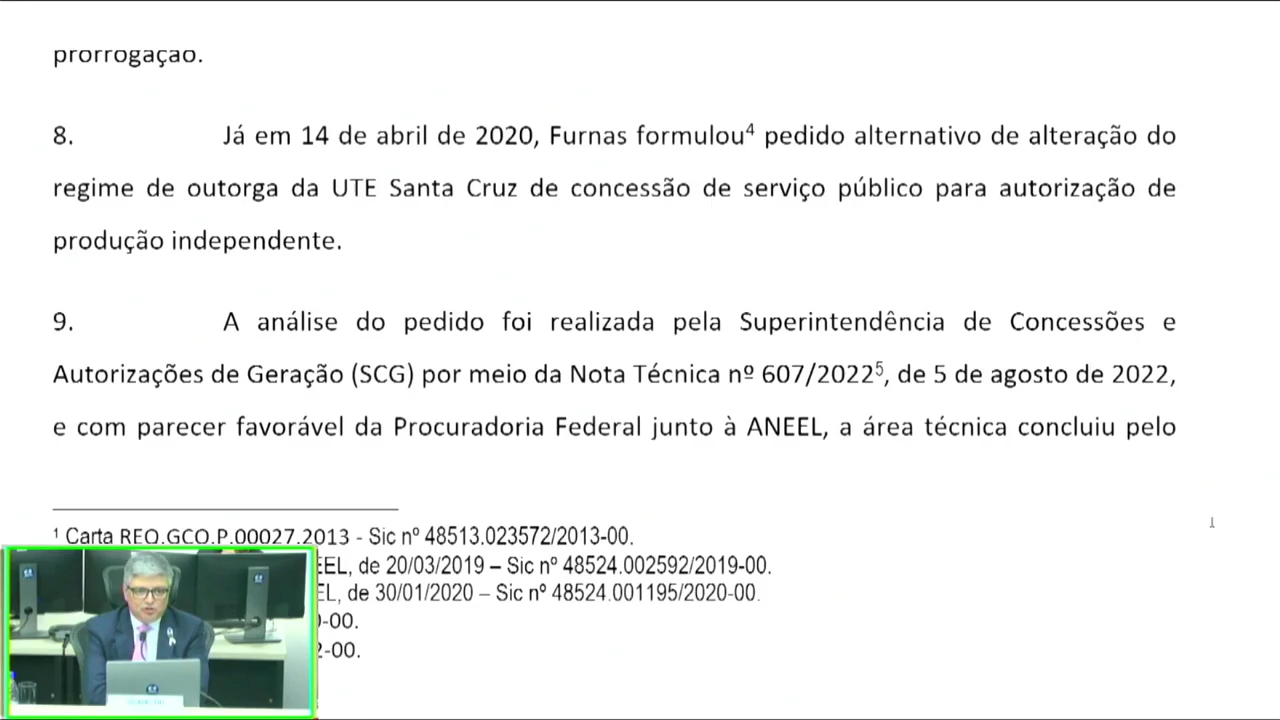 prorrogação.
8. Já em 14 de abril de 2020, Furnas formulou⁴ pedido alternativo de alteração do
regime de outorga da UTE Santa Cruz de concessão de serviço público para autorização de
produção independente.
9. A análise do pedido foi realizada pela Superintendência de Concessões e
Autorizações de Geração (SCG) por meio da Nota Técnica nº 607/2022⁵, de 5 de agosto de 2022,
e com parecer favorável da Procuradoria Federal junto à ANEEL, a área técnica concluiu pelo
¹ Carta REQ.GCO.P.00027.2013 - Sic nº 48513.023572/2013-00.
EEL, de 20/03/2019 – Sic nº 48524.002592/2019-00.
EL, de 30/01/2020 – Sic nº 48524.001195/2020-00.
-00.
2-00.